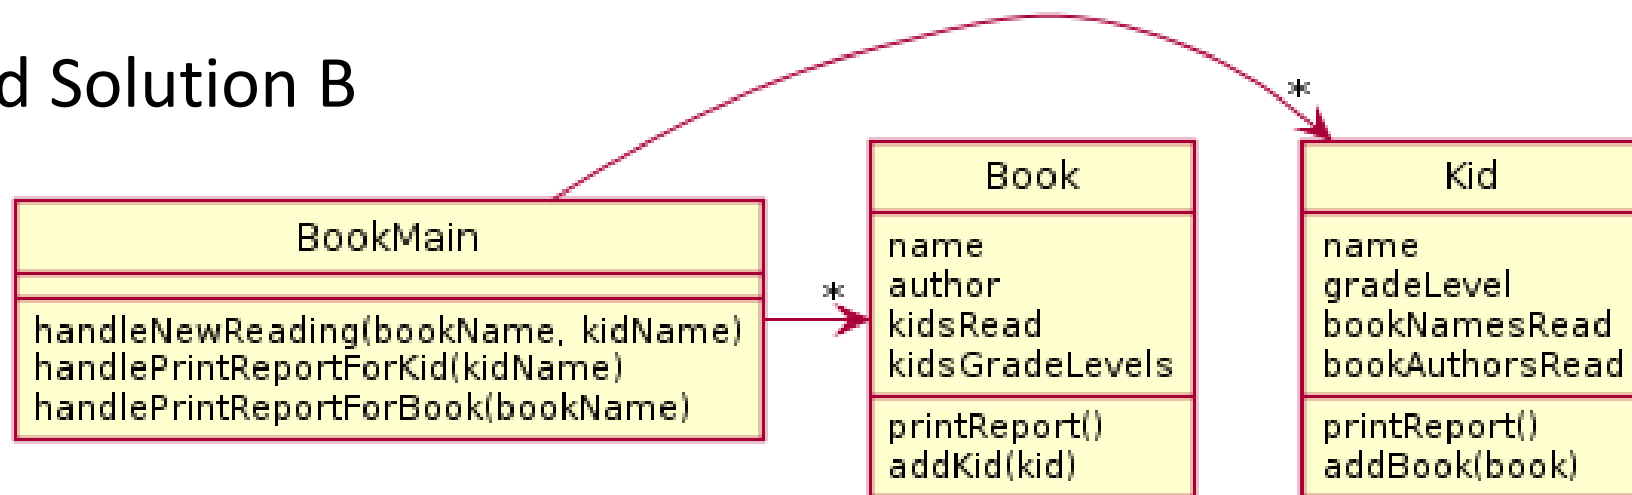 d Solution B
*
BookMain
handleNewReading(bookName, kidName)
handlePrintReportForKid(kidName)
handlePrintReportForBook(bookName)
*
Book
name
author
kidsRead
kidsGradeLevels
printReport()
addKid(kid)
Kid
name
gradeLevel
bookNamesRead
bookAuthorsRead
printReport()
addBook(book)